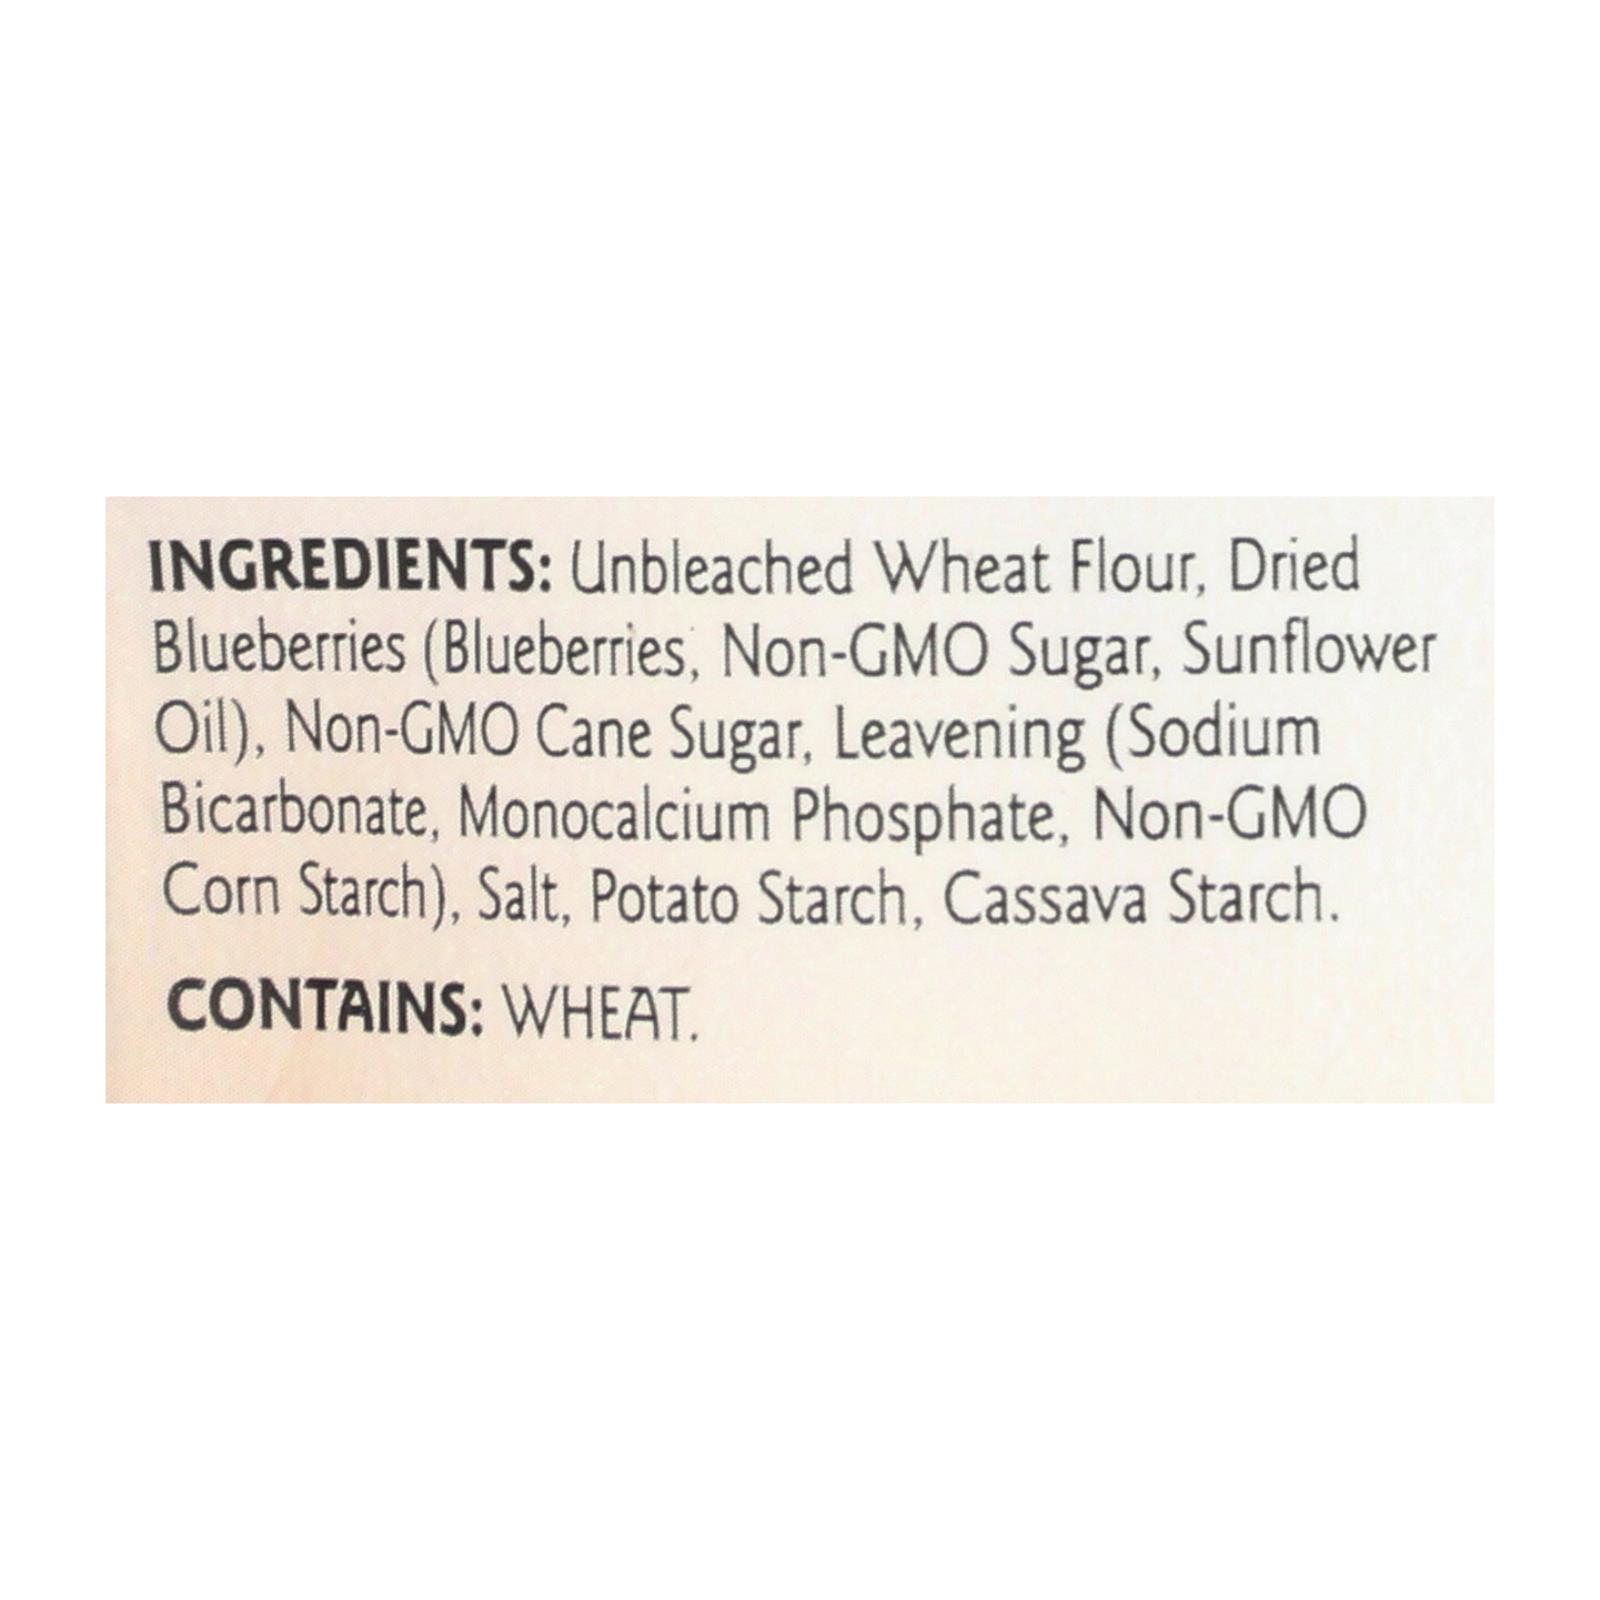 INGREDIENTS: Unbleached Wheat Flour, Dried
Blueberries (Blueberries, Non-GMO Sugar, Sunflower
Oil), Non-GMO Cane Sugar, Leavening (Sodium
Bicarbonate, Monocalcium Phosphate, Non-GMO
Corn Starch), Salt, Potato Starch, Cassava Starch.
CONTAINS: WHEAT.